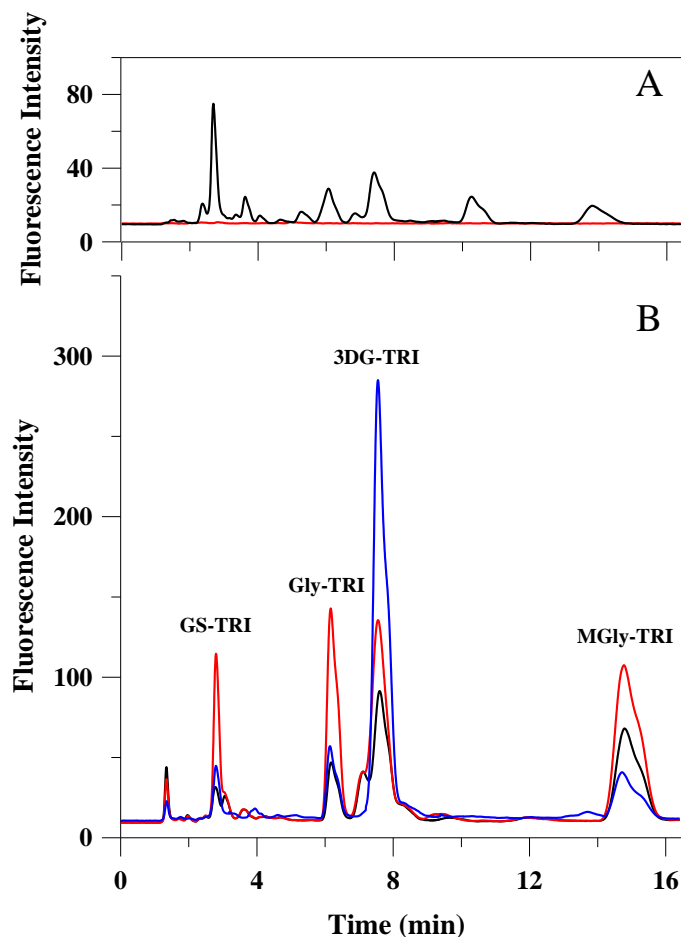 A
80
40
0
Fluorescence Intensity
B
300
200
100
0
Fluorescence Intensity
3DG-TRI
Gly-TRI
GS-TRI
MGly-TRI
0 4 8 12 16
Time (min)